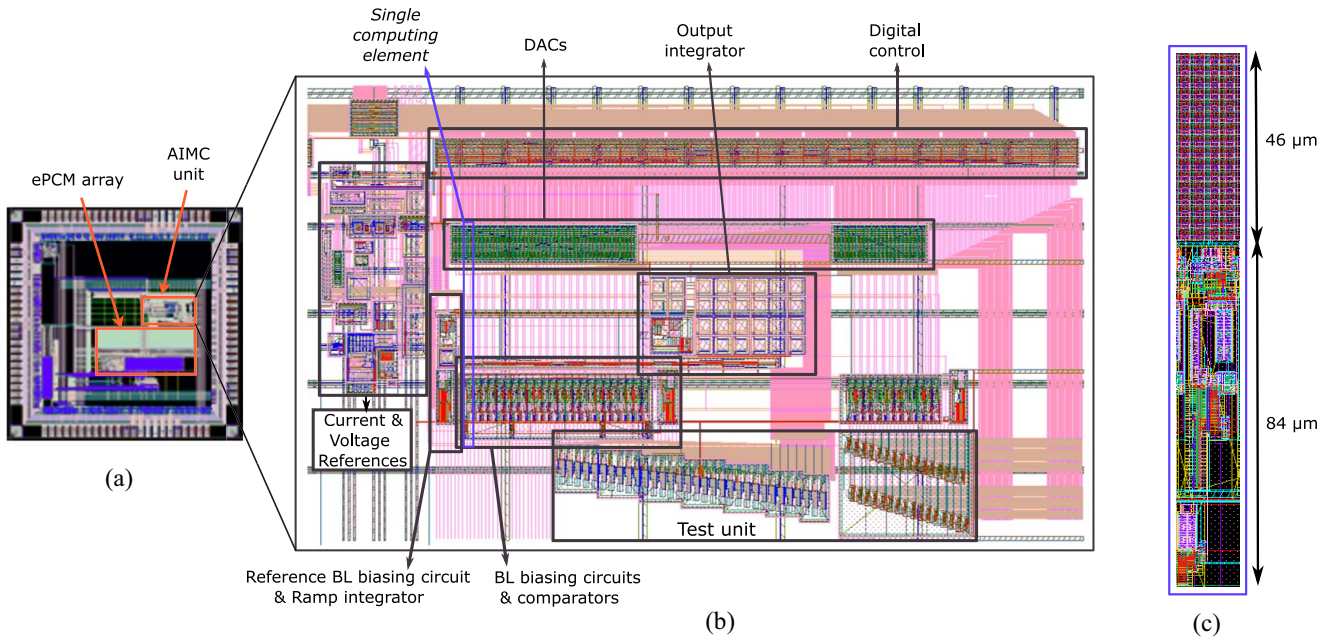 Single
computing
element
DACs
Output
integrator
Digital
control
AIMC
unit
ePCM array
46 µm
84 µm
Current &
Voltage
References
Test unit
Reference BL biasing circuit
& Ramp integrator
BL biasing circuits
& comparators
(a)
(b)
(c)